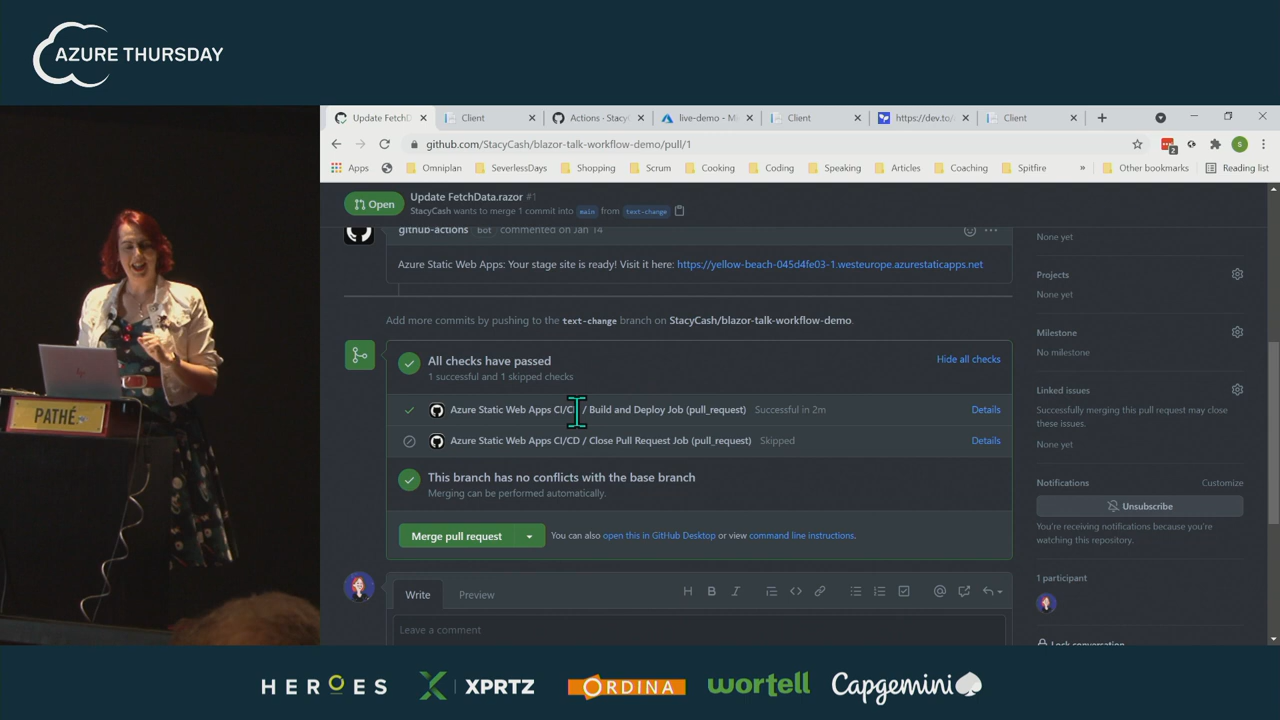 AZURE THURSDAY
Update FetchD
Client
Actions · Stacy
live-demo - Mi
Client
https://dev.to/
Client
github.com/StacyCash/blazor-talk-workflow-demo/pull/1
2
S
Apps
Omniplan
SeverlessDays
Shopping
Scrum
Cooking
Coding
Speaking
Articles
Coaching
Spitfire
»
Other bookmarks
Reading list
Open
Update FetchData.razor #1
StacyCash wants to merge 1 commit into main from text-change
github-actions bot commented on Jan 14
Azure Static Web Apps: Your stage site is ready! Visit it here: https://yellow-beach-045d4fe03-1.westeurope.azurestaticapps.net
Add more commits by pushing to the text-change branch on StacyCash/blazor-talk-workflow-demo.
All checks have passed
1 successful and 1 skipped checks
Hide all checks
Azure Static Web Apps CI/CD / Build and Deploy Job (pull_request) Successful in 2m
Details
Azure Static Web Apps CI/CD / Close Pull Request Job (pull_request) Skipped
Details
This branch has no conflicts with the base branch
Merging can be performed automatically.
Merge pull request
You can also open this in GitHub Desktop or view command line instructions.
Write
Preview
Leave a comment
None yet
Projects
None yet
Milestone
No milestone
Linked issues
Successfully merging this pull request may close
these issues.
None yet
Notifications
Customize
Unsubscribe
You're receiving notifications because you're
watching this repository.
1 participant
Lock conversation
PATHÉ
HEROES
XPRTZ
ORDINA
wortell
Capgemini